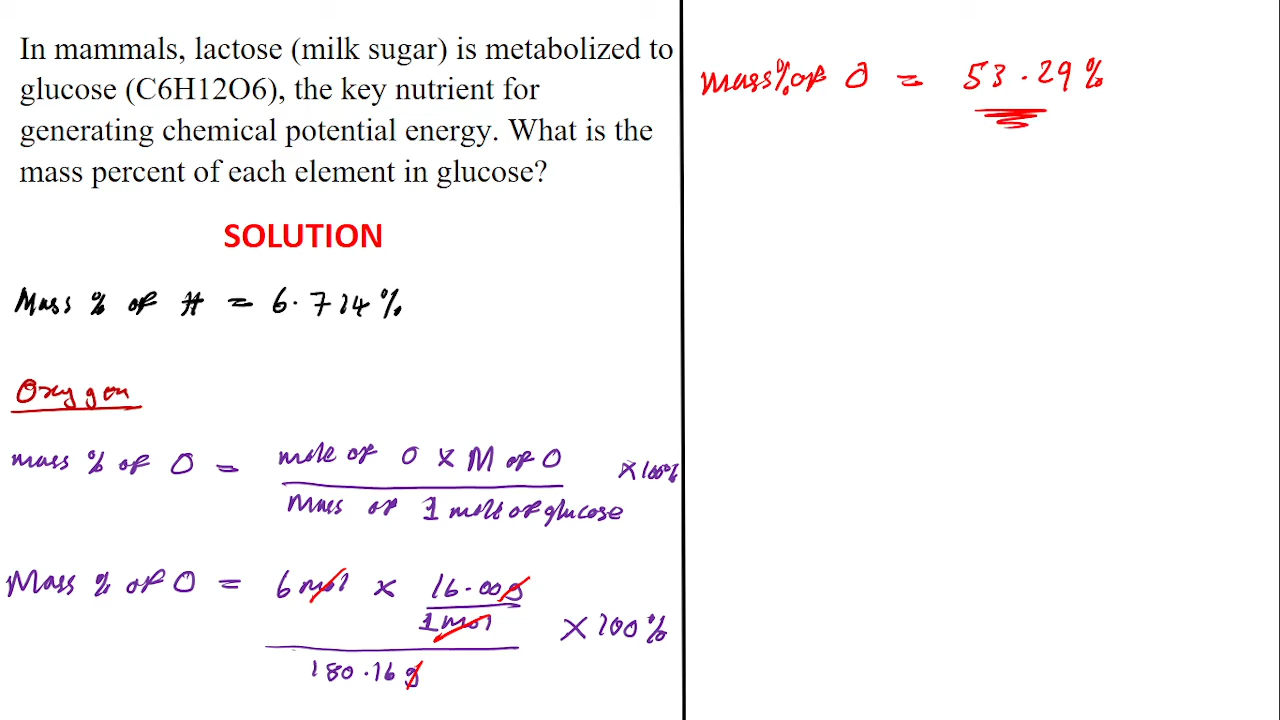 In mammals, lactose (milk sugar) is metabolized to
glucose (C6H12O6), the key nutrient for
generating chemical potential energy. What is the
mass percent of each element in glucose?
SOLUTION
Mass % of H = 6.714%
Oxygen
mass % of O = mole of O × M of O × 100%
Mass of 1 mole of glucose
Mass % of O = 6 mol × 16.00g
1 mol × 100%
180.16 g
mass % of O = 53.29%